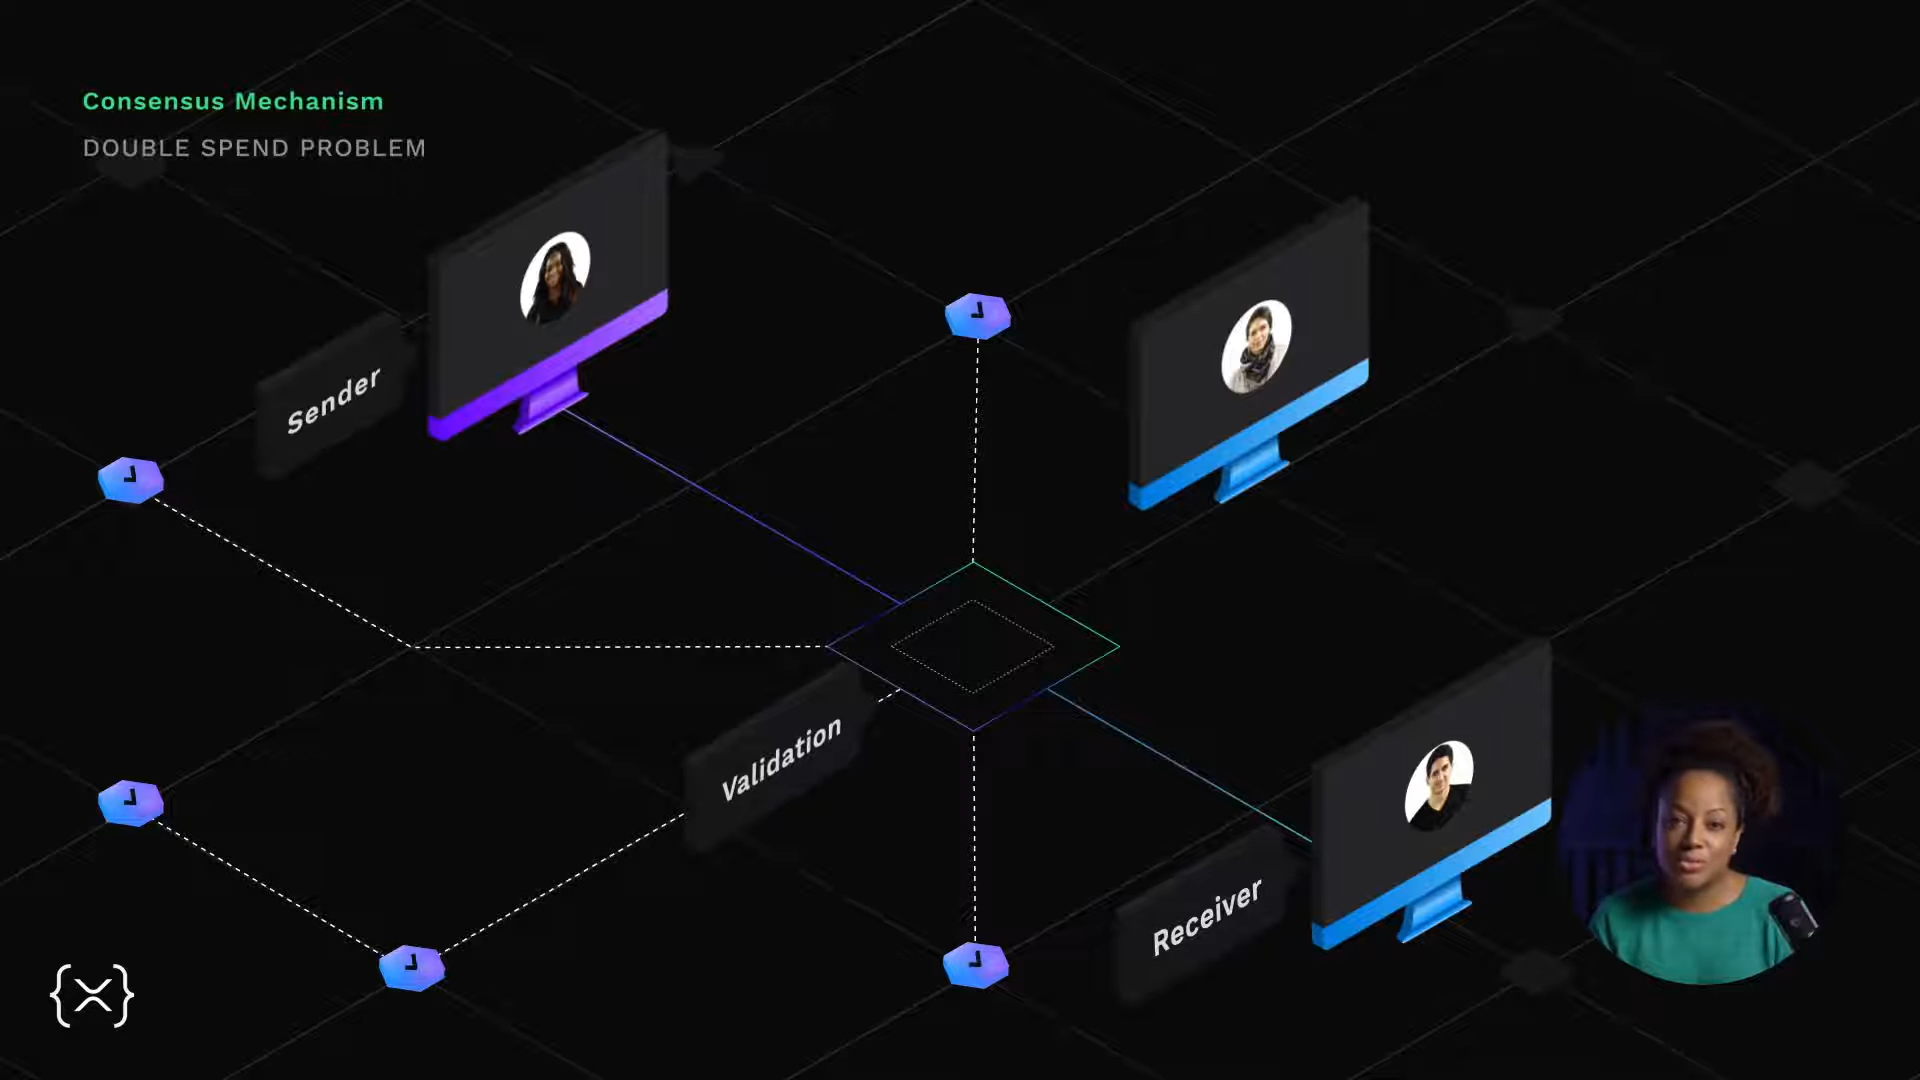 Consensus Mechanism
DOUBLE SPEND PROBLEM
Sender
Validation
Receiver
{X}